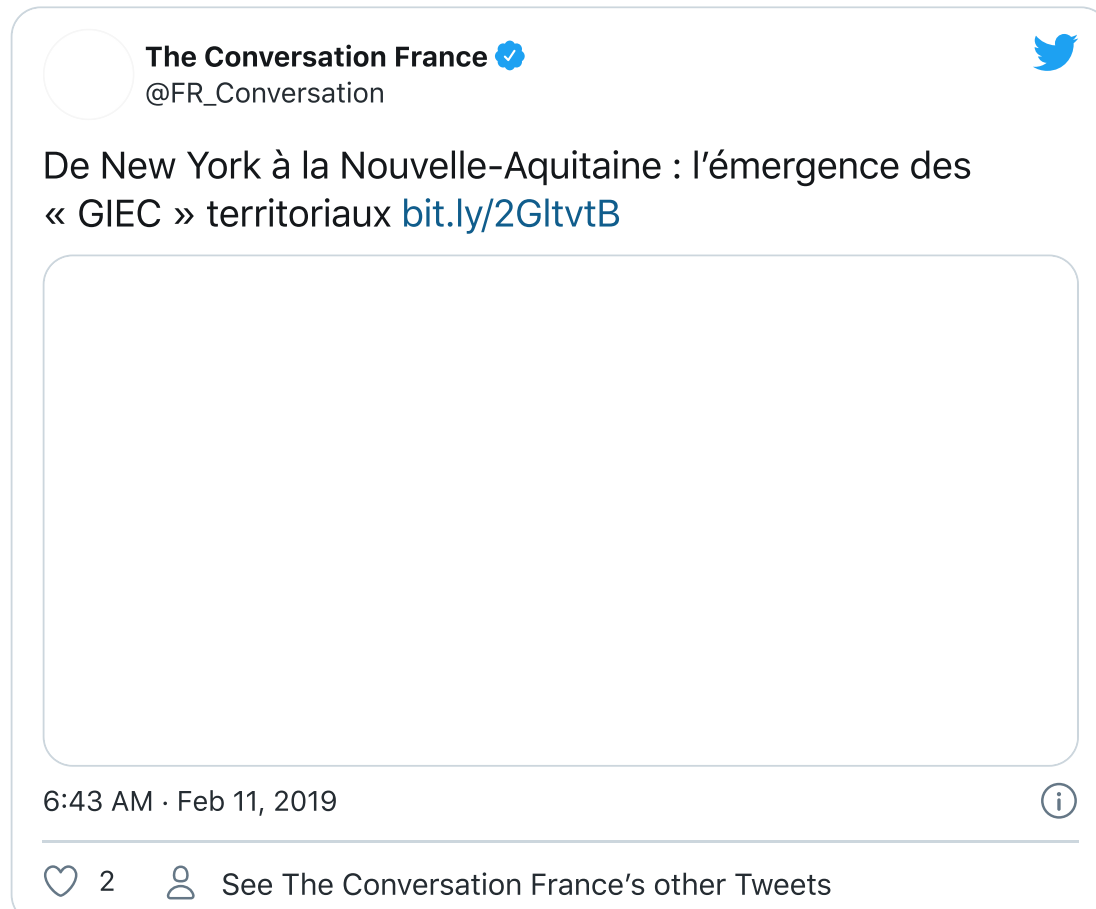 The Conversation France
@FR_Conversation
De New York à la Nouvelle-Aquitaine : l’émergence des
« GIEC » territoriaux bit.ly/2GltvtB
6:43 AM · Feb 11, 2019
2
See The Conversation France’s other Tweets